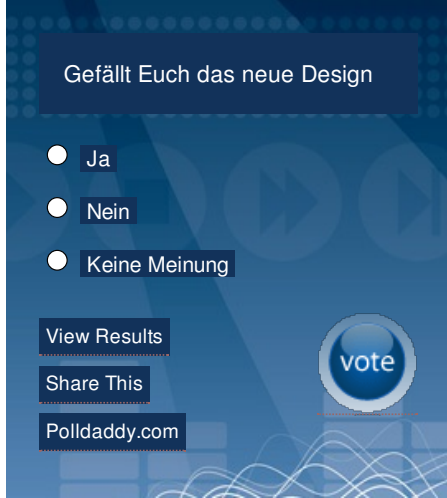 Gefällt Euch das neue Design
Ja
Nein
Keine Meinung
View Results
Share This
Polldaddy.com
vote